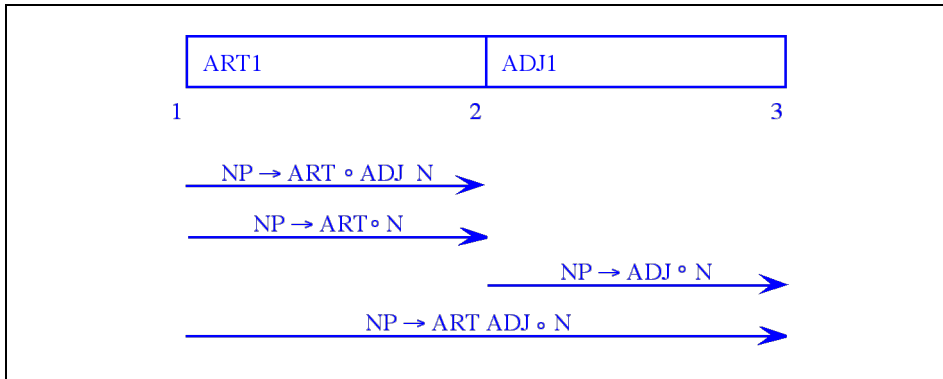 ART1 ADJ1
1 2 3
NP → ART ∘ ADJ N
NP → ART ∘ N
NP → ADJ ∘ N
NP → ART ADJ ∘ N